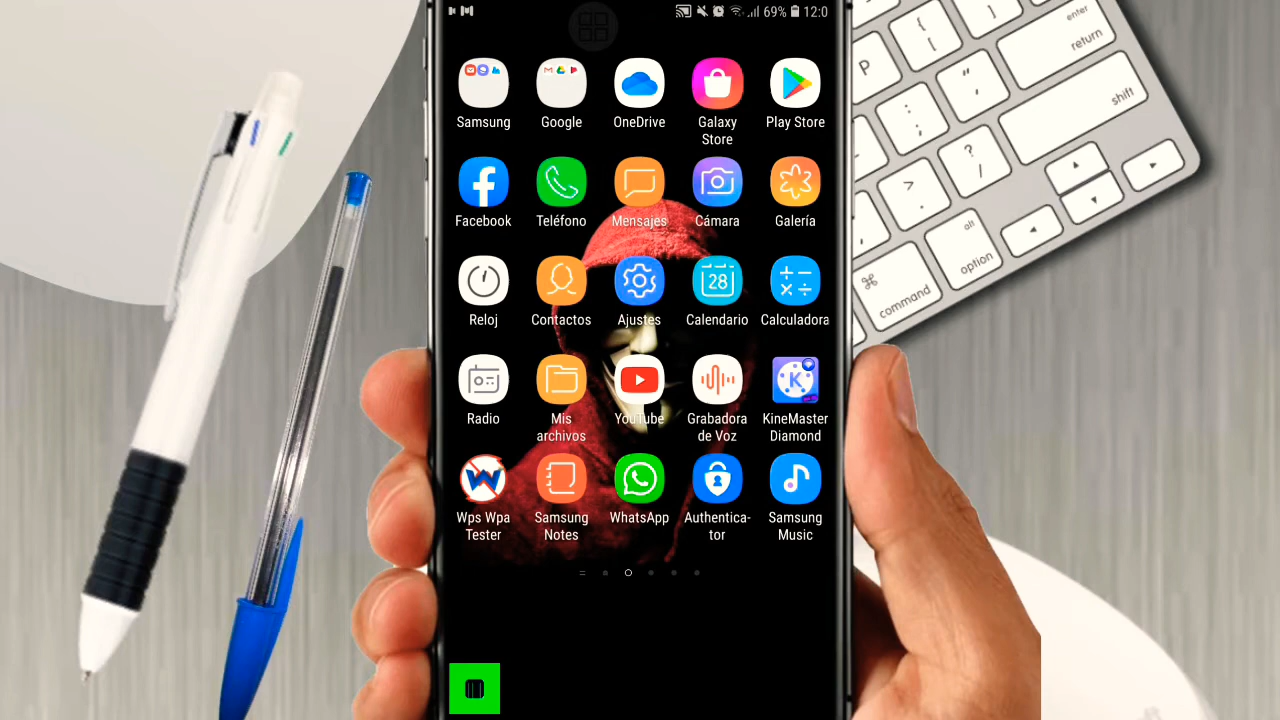 69% 12:0
Samsung Google OneDrive Galaxy Store Play Store
Facebook Teléfono Mensajes Cámara Galería
28
Reloj Contactos Ajustes Calendario Calculadora
K
Radio Mis archivos YouTube Grabadora de Voz KineMaster Diamond
W
Wps Wpa Tester Samsung Notes WhatsApp Authentica-tor Samsung Music
P { [ } ] enter return
: ; " ' shift
> . ? /
⌘ command alt option